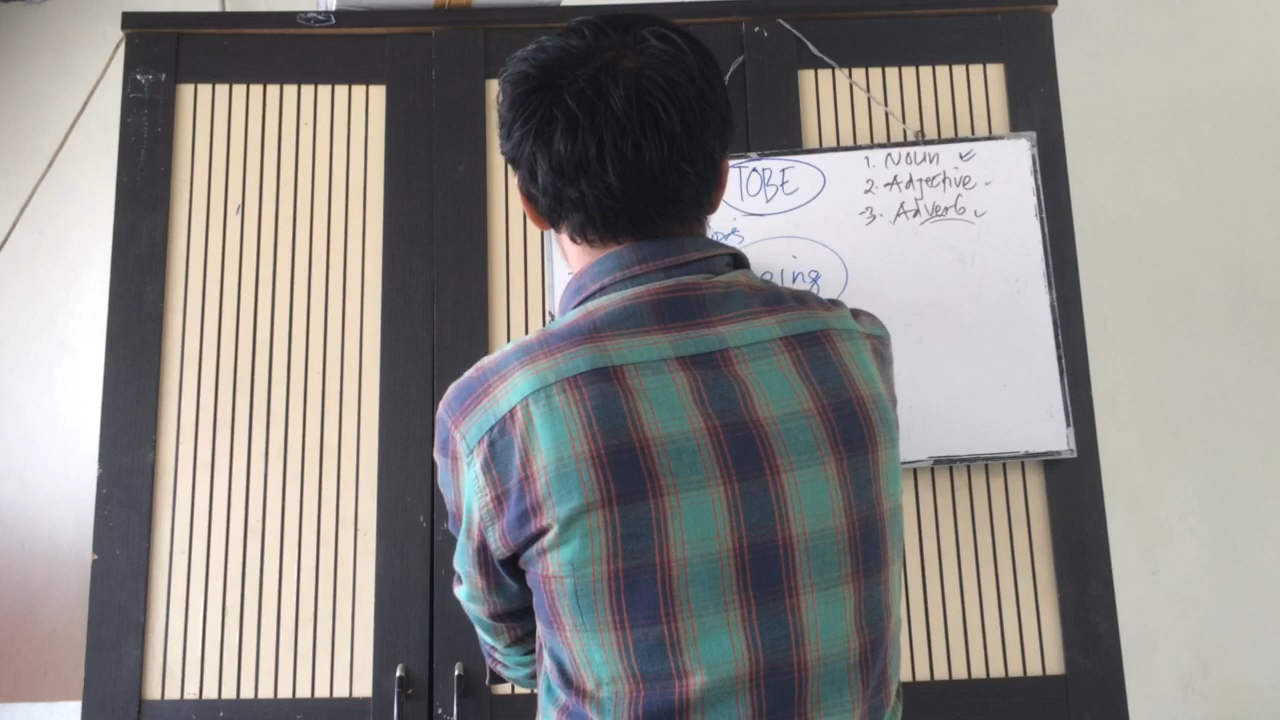 TOBE
1. Noun ✓
2. Adjective
3. Adverb ✓